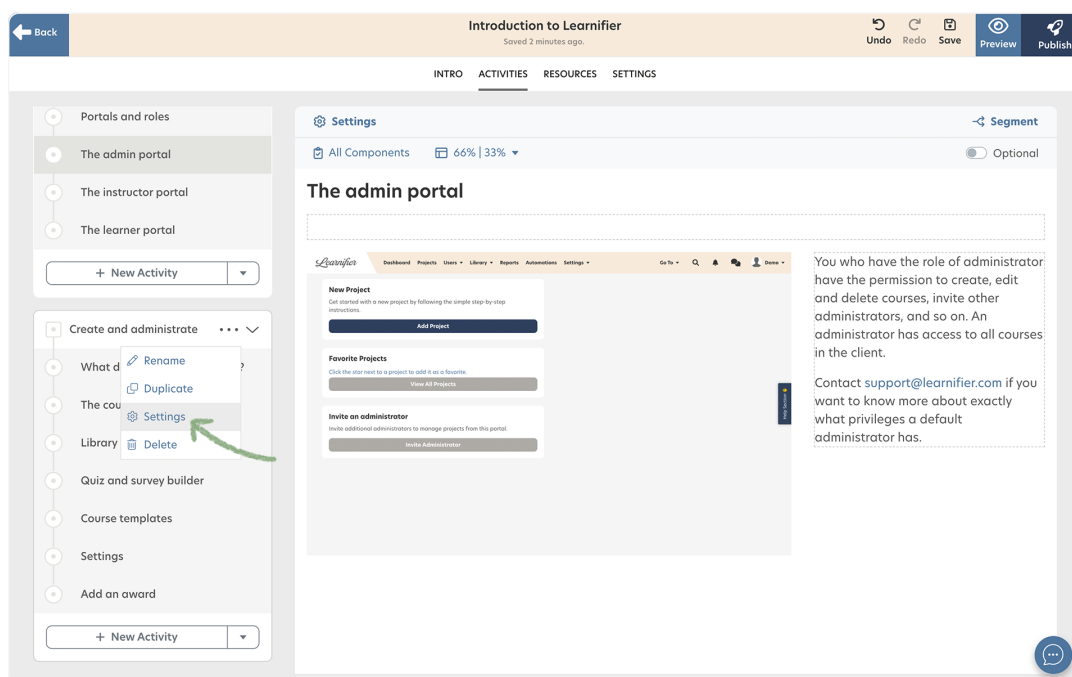 Back
Introduction to Learnifier
Saved 2 minutes ago.
Undo
Redo
Save
Preview
Publish
INTRO
ACTIVITIES
RESOURCES
SETTINGS
Portals and roles
The admin portal
The instructor portal
The learner portal
+ New Activity
Create and administrate
What d
?
Rename
Duplicate
The cou
Settings
Library
Delete
Quiz and survey builder
Course templates
Settings
Add an award
+ New Activity
Settings
Segment
All Components
66% | 33%
Optional
The admin portal
Learnifier
Dashboard
Projects
Users
Library
Reports
Automations
Settings
Go To
Demo
New Project
Get started with a new project by following the simple step-by-step
instructions.
Add Project
Favorite Projects
Click the star next to a project to add it as a favorite.
View All Projects
Invite an administrator
Invite additional administrators to manage projects from this portal.
Invite Administrator
Help Section
You who have the role of administrator
have the permission to create, edit
and delete courses, invite other
administrators, and so on. An
administrator has access to all courses
in the client.
Contact support@learnifier.com if you
want to know more about exactly
what privileges a default
administrator has.